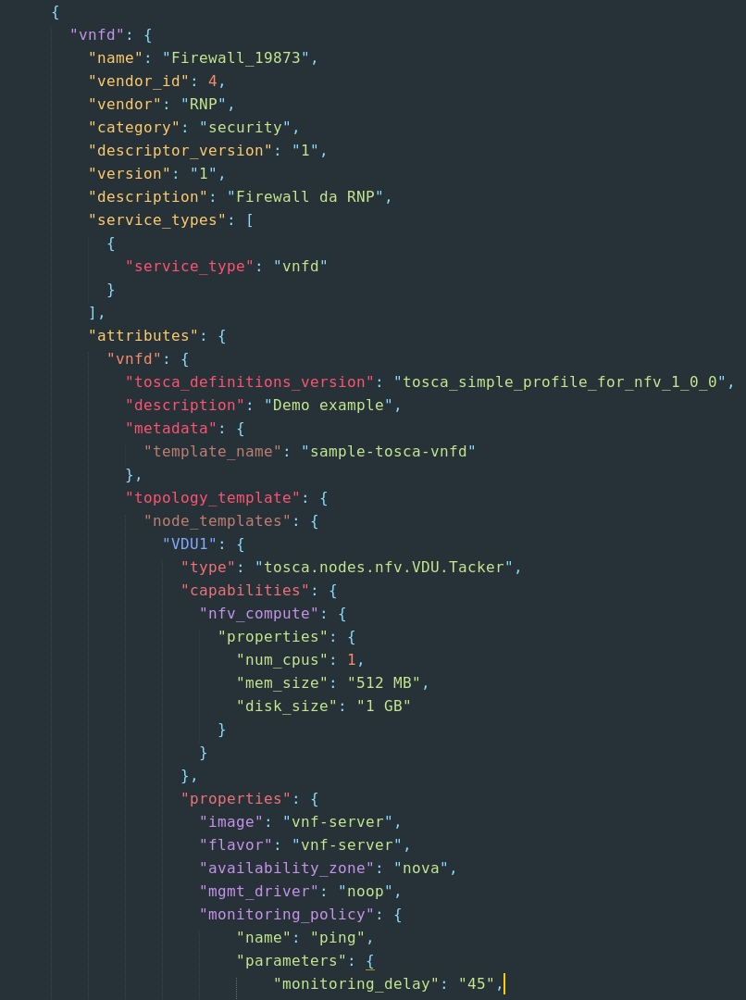 {
  "vnfd": {
    "name": "Firewall_19873",
    "vendor_id": 4,
    "vendor": "RNP",
    "category": "security",
    "descriptor_version": "1",
    "version": "1",
    "description": "Firewall da RNP",
    "service_types": [
      {
        "service_type": "vnfd"
      }
    ],
    "attributes": {
      "vnfd": {
        "tosca_definitions_version": "tosca_simple_profile_for_nfv_1_0_0",
        "description": "Demo example",
        "metadata": {
          "template_name": "sample-tosca-vnfd"
        },
        "topology_template": {
          "node_templates": {
            "VDU1": {
              "type": "tosca.nodes.nfv.VDU.Tacker",
              "capabilities": {
                "nfv_compute": {
                  "properties": {
                    "num_cpus": 1,
                    "mem_size": "512 MB",
                    "disk_size": "1 GB"
                  }
                }
              },
              "properties": {
                "image": "vnf-server",
                "flavor": "vnf-server",
                "availability_zone": "nova",
                "mgmt_driver": "noop",
                "monitoring_policy": {
                    "name": "ping",
                    "parameters": {
                        "monitoring_delay": "45",